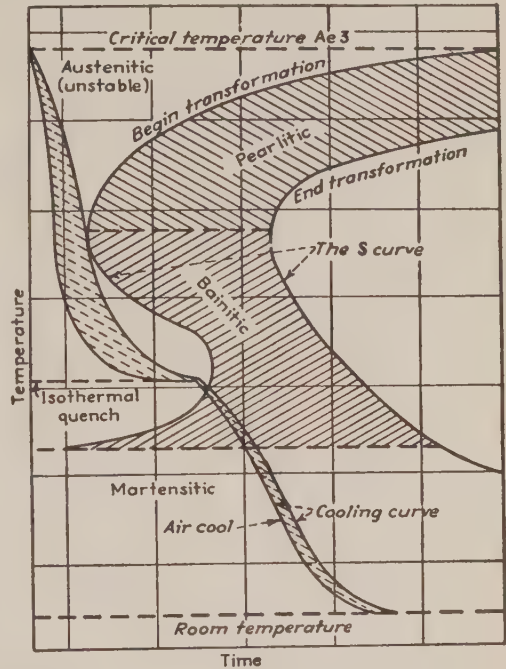 Critical temperature Ae3
Austenitic
(unstable)
Begin transformation
Pearlitic
End transformation
The S curve
Bainitic
Temperature
Isothermal
quench
Martensitic
Cooling curve
Air cool
Room temperature
Time